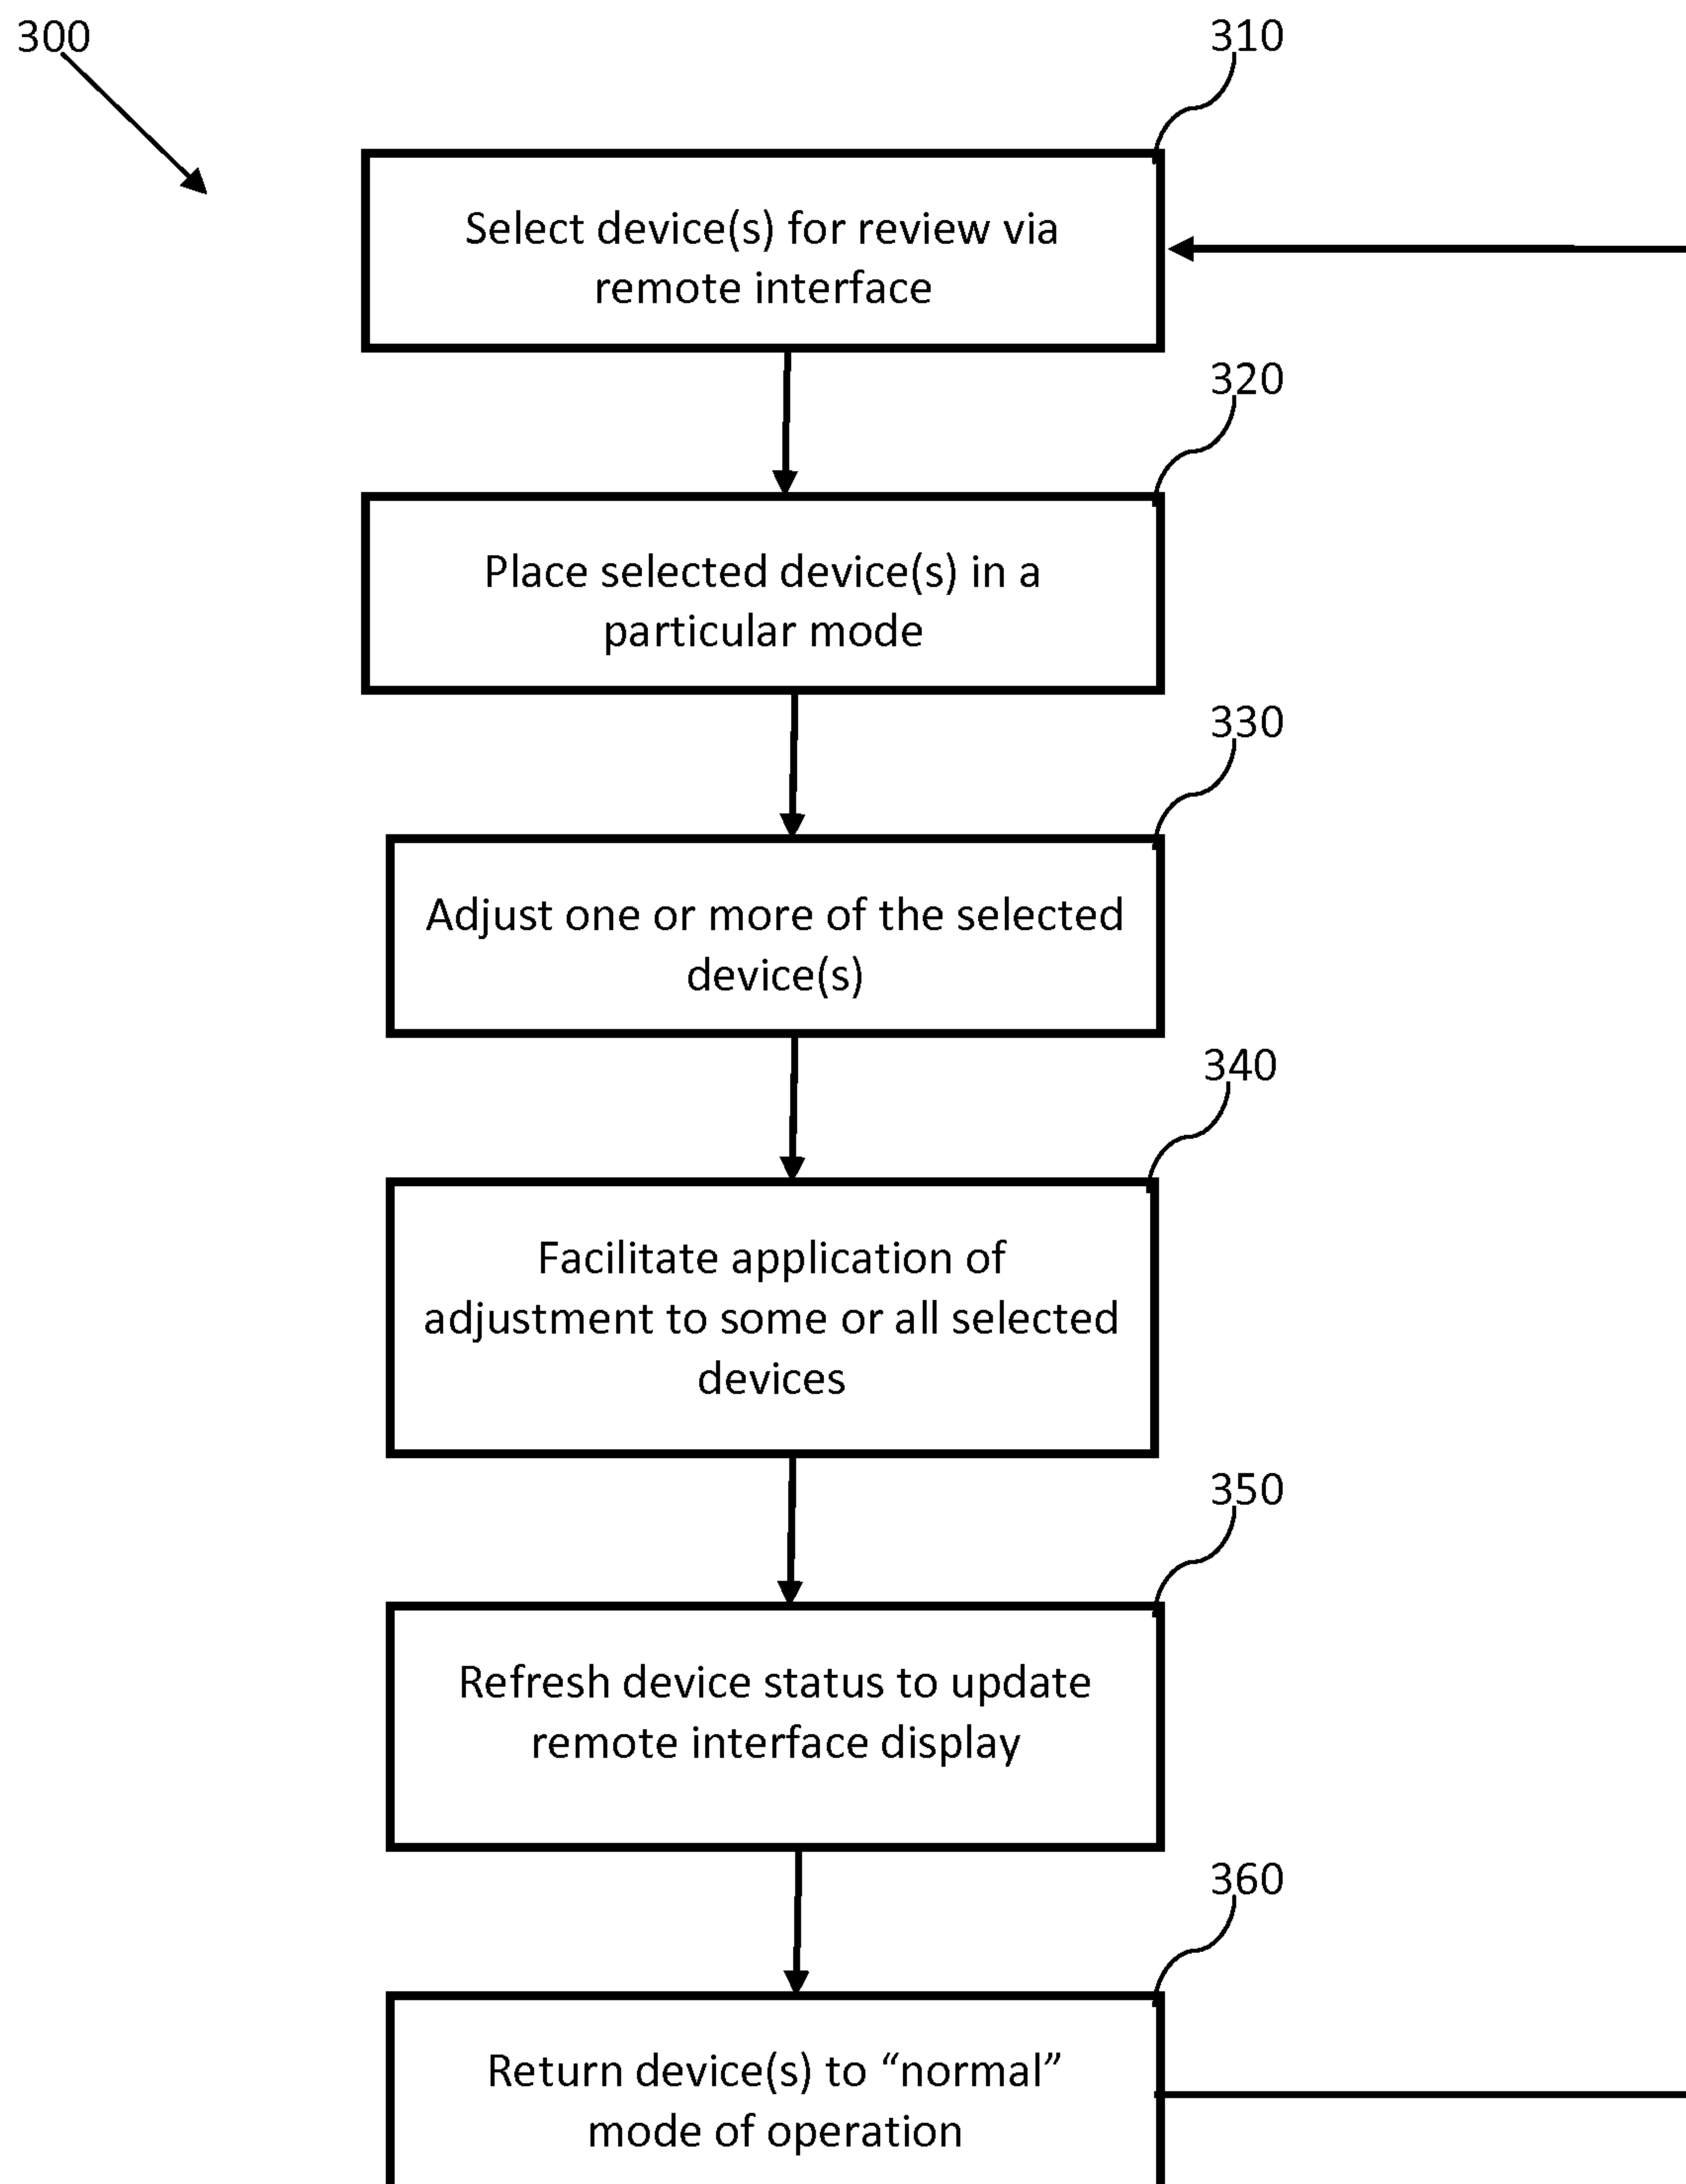 300
310
Select device(s) for review via
remote interface
320
Place selected device(s) in a
particular mode
330
Adjust one or more of the selected
device(s)
340
Facilitate application of
adjustment to some or all selected
devices
350
Refresh device status to update
remote interface display
360
Return device(s) to “normal”
mode of operation